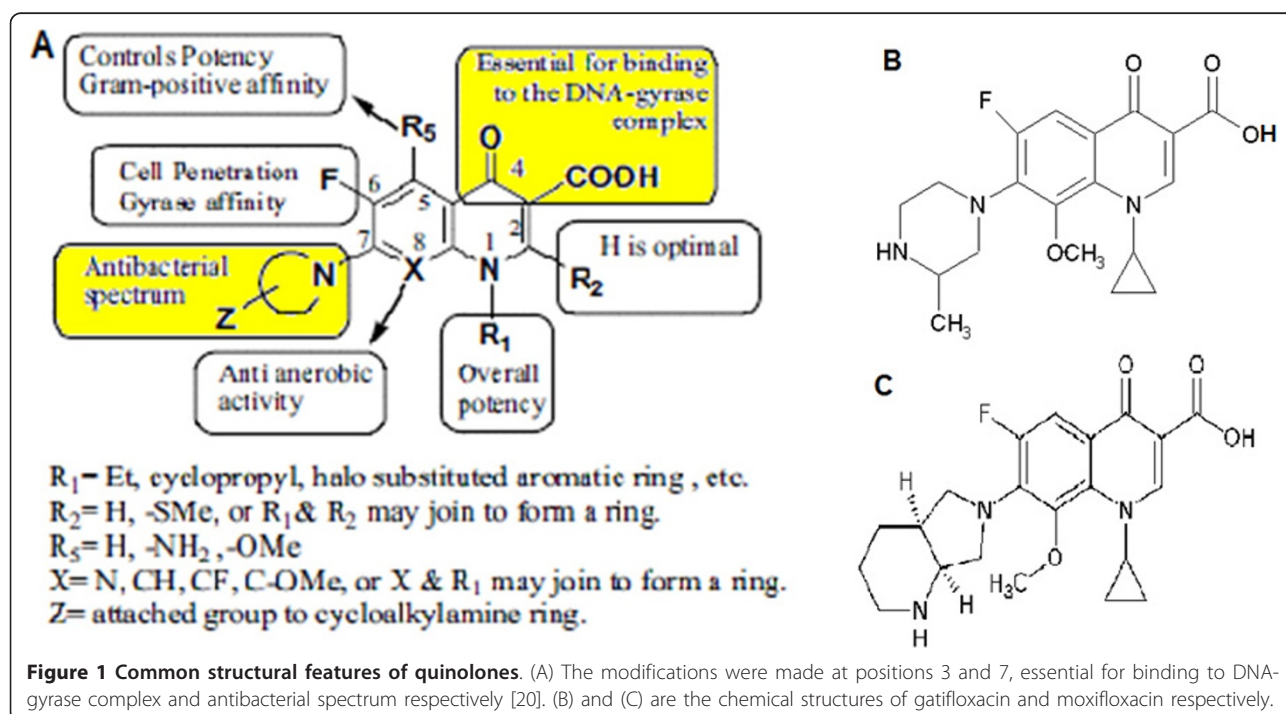 A
Controls Potency
Gram-positive affinity
Essential for binding
to the DNA-gyrase
complex
R5
O
4
COOH
Cell Penetration
Gyrase affinity
F
6
5
2
H is optimal
7
8
1
Antibacterial
spectrum
N
X
N
R2
Z
R1
Anti anerobic
activity
Overall
potency
R1= Et, cyclopropyl, halo substituted aromatic ring , etc.
R2= H, -SMe, or R1& R2 may join to form a ring.
R5= H, -NH2 ,-OMe
X= N, CH, CF, C-OMe, or X & R1 may join to form a ring.
Z= attached group to cycloalkylamine ring.
B
O
O
F
OH
N
N
HN
OCH3
CH3
C
O
O
F
OH
H
N
N
O
H3C
N
H
H
Figure 1 Common structural features of quinolones. (A) The modifications were made at positions 3 and 7, essential for binding to DNA-
gyrase complex and antibacterial spectrum respectively [20]. (B) and (C) are the chemical structures of gatifloxacin and moxifloxacin respectively.